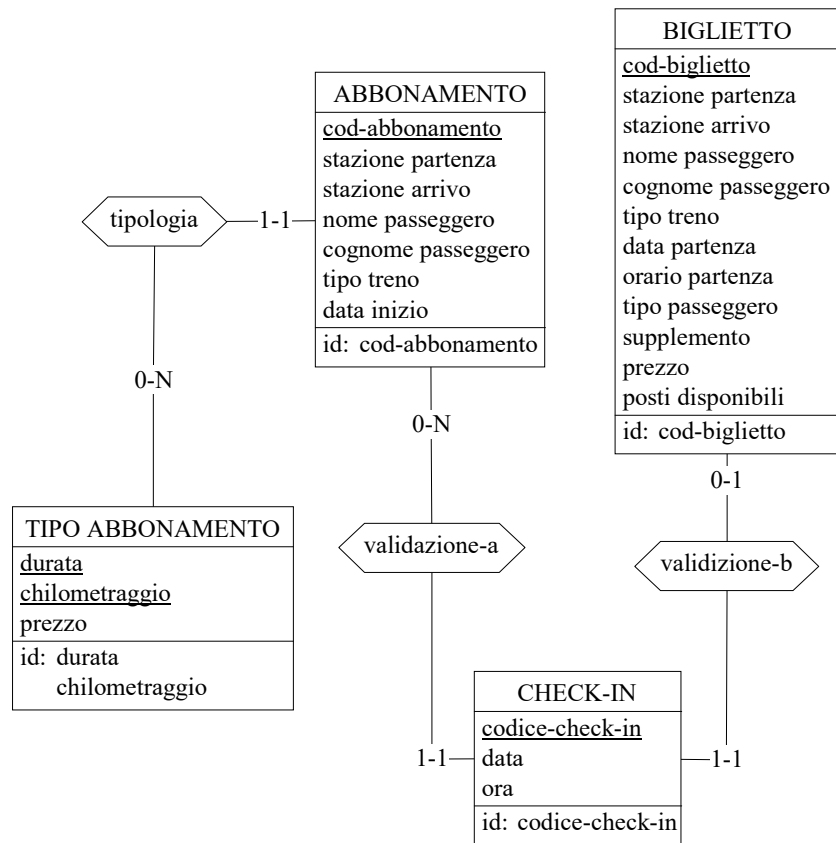 BIGLIETTO
cod-biglietto
stazione partenza
stazione arrivo
nome passeggero
cognome passeggero
tipo treno
data partenza
orario partenza
tipo passeggero
supplemento
prezzo
posti disponibili
id: cod-biglietto
ABBONAMENTO
cod-abbonamento
stazione partenza
stazione arrivo
nome passeggero
cognome passeggero
tipo treno
data inizio
id: cod-abbonamento
tipologia
1-1
0-N
0-N
0-1
TIPO ABBONAMENTO
durata
chilometraggio
prezzo
id: durata
chilometraggio
validazione-a
validizione-b
CHECK-IN
codice-check-in
data
ora
id: codice-check-in
1-1
1-1